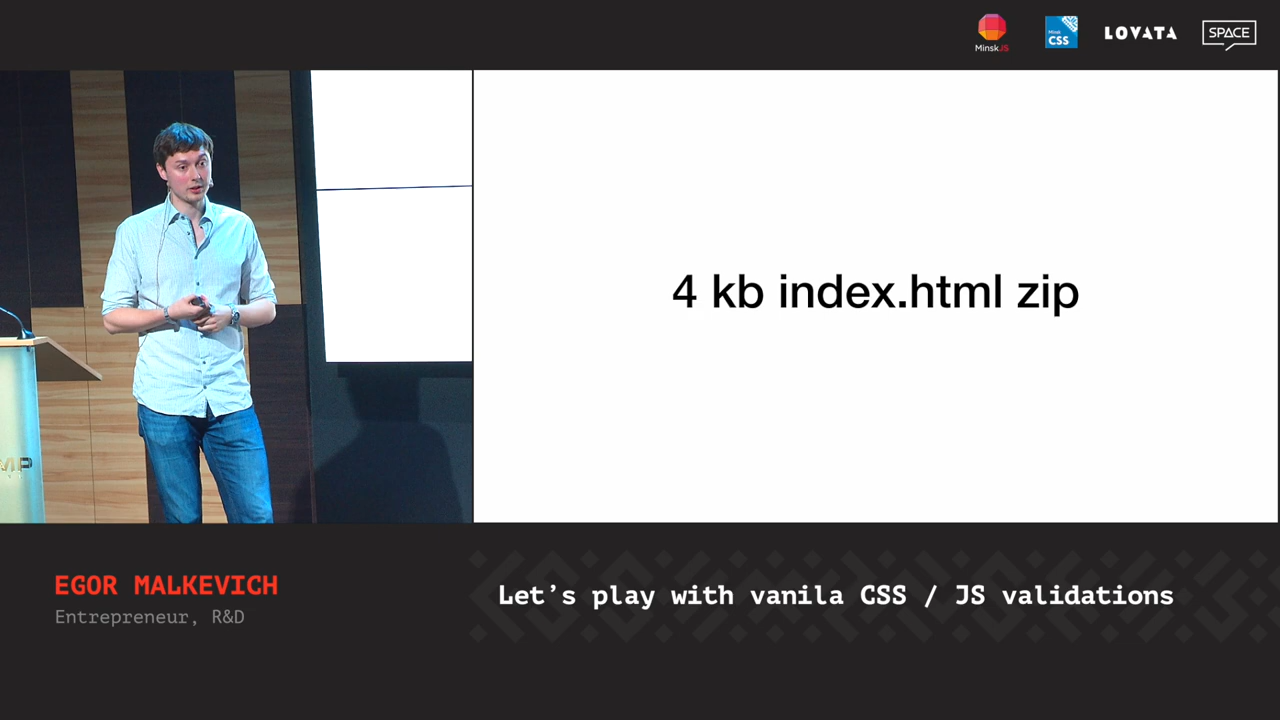 MinskJS
Minsk
CSS
LOVATA
SPACE
4 kb index.html zip
MP
EGOR MALKEVICH
Entrepreneur, R&D
Let's play with vanila CSS / JS validations